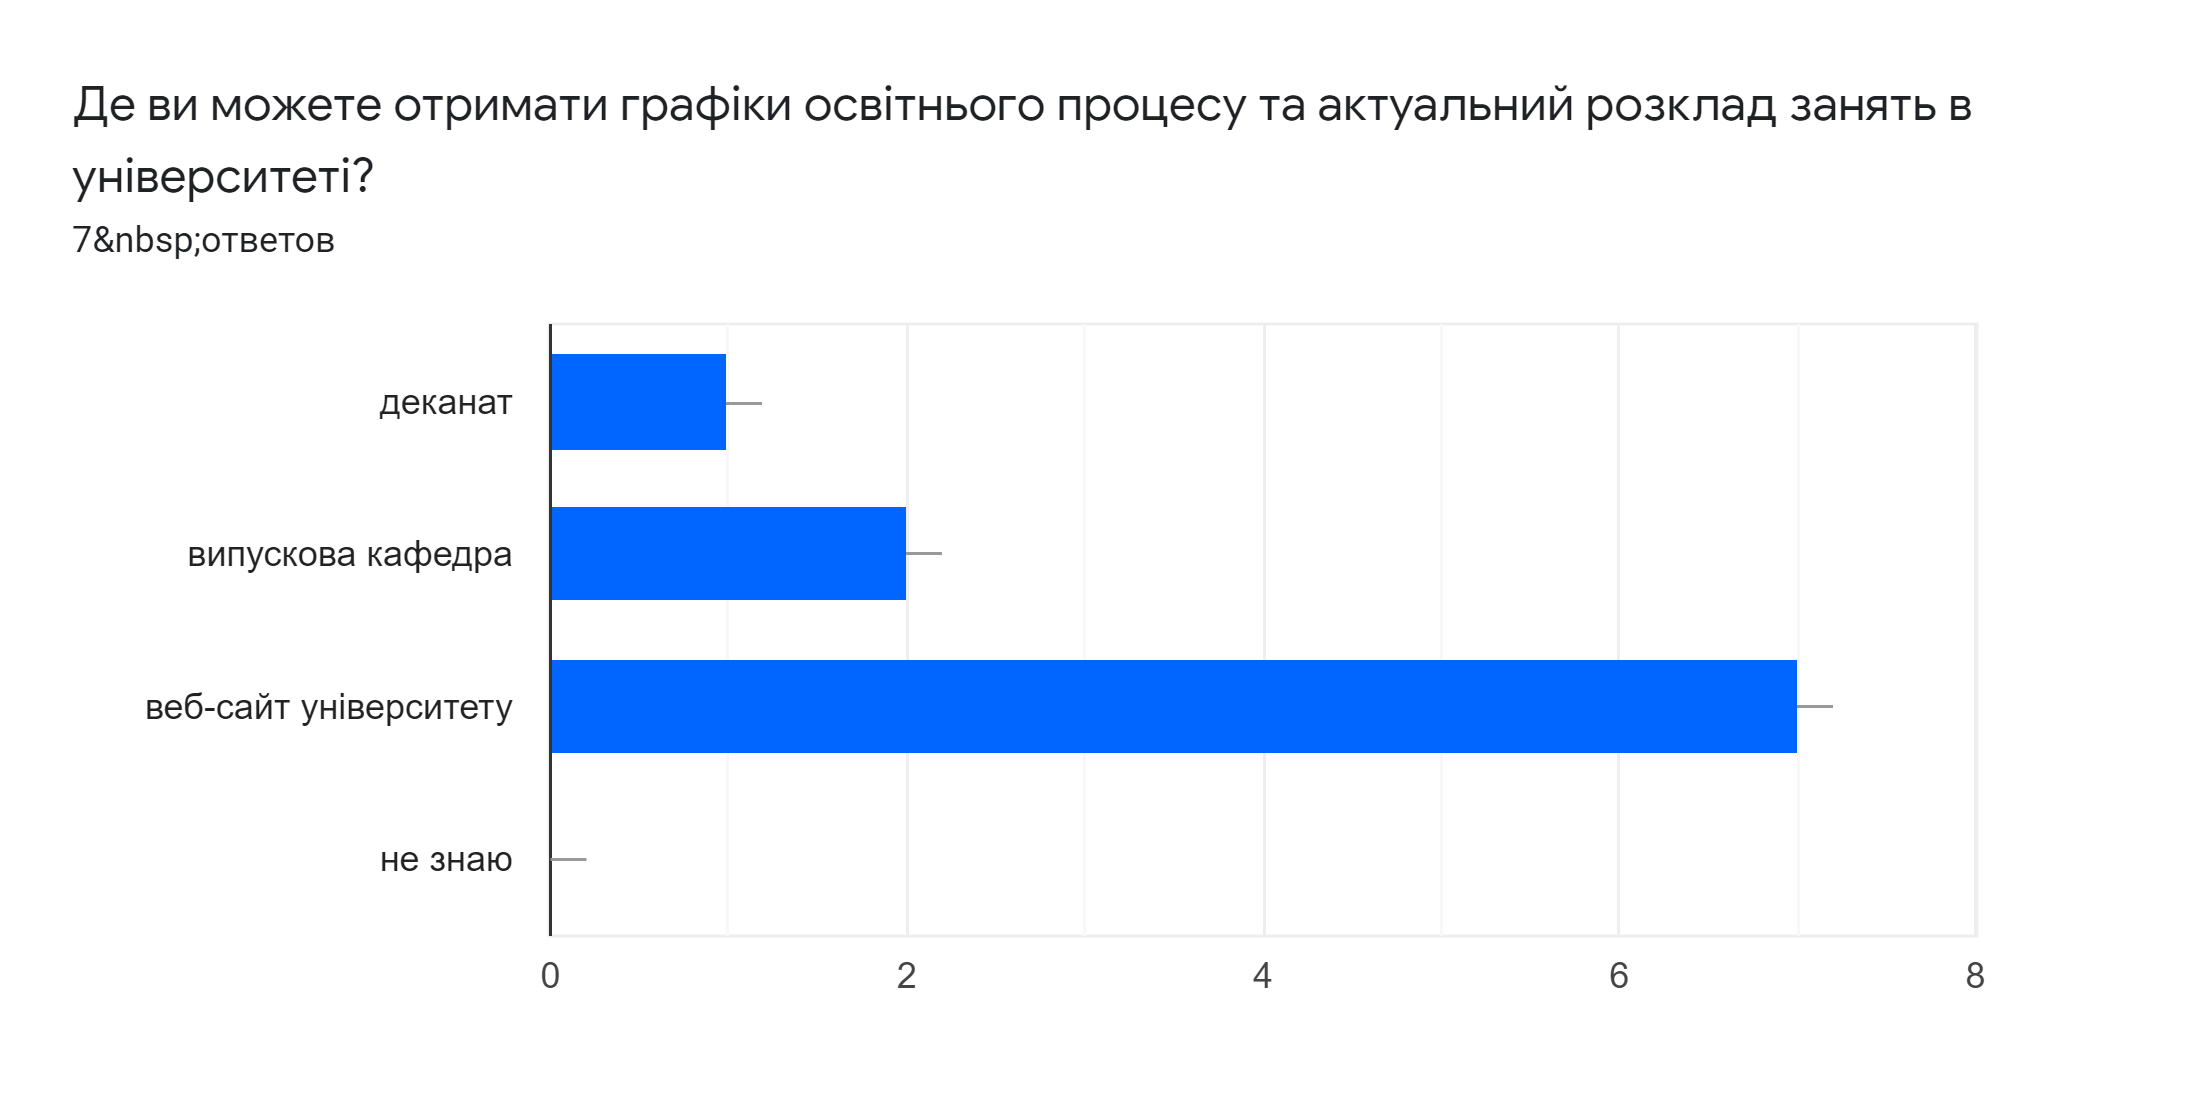 Де ви можете отримати графіки освітнього процесу та актуальний розклад занять в
університеті?
7&nbsp;ответов
деканат
випускова кафедра
веб-сайт університету
не знаю
0 2 4 6 8